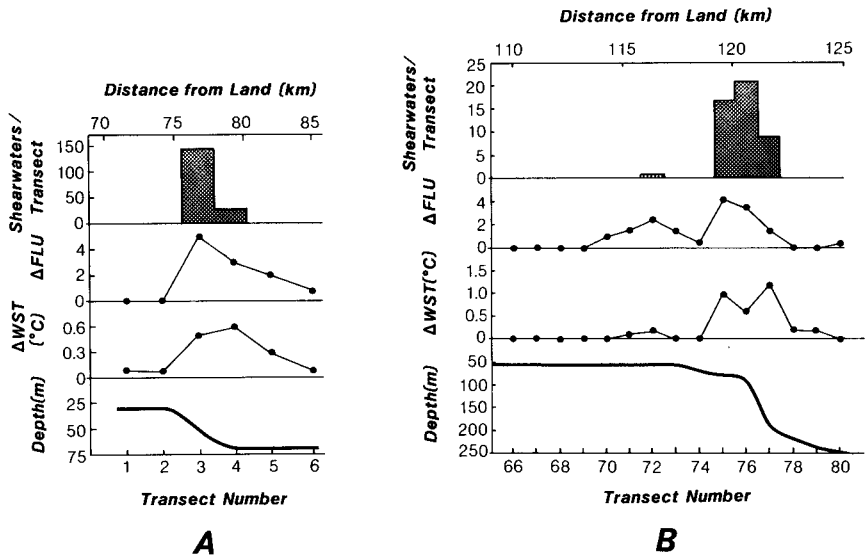 Distance from Land (km)
70 75 80 85
Shearwaters/
Transect
150
100
50
0
ΔFLU
4
2
0
ΔWST
(°C)
0.6
0.3
0
Depth(m)
25
50
75
1 2 3 4 5 6
Transect Number
A
Distance from Land (km)
110 115 120 125
Shearwaters/
Transect
25
20
15
10
5
0
ΔFLU
4
2
0
ΔWST(°C)
1.5
1.0
0.5
0
Depth(m)
50
100
150
200
250
66 68 70 72 74 76 78 80
Transect Number
B